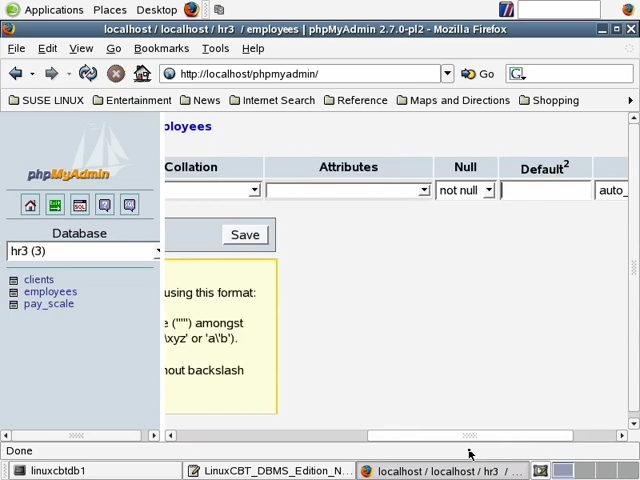 Applications Places Desktop
localhost / localhost / hr3 / employees | phpMyAdmin 2.7.0-pl2 - Mozilla Firefox
File Edit View Go Bookmarks Tools Help
http://localhost/phpmyadmin/ Go G
SUSE LINUX Entertainment News Internet Search Reference Maps and Directions Shopping
phpMyAdmin
SQL
Database
hr3 (3)
clients
employees
pay_scale
ployees
Collation Attributes Null Default2
not null auto_
Save
using this format:
e ("'") amongst
\xyz' or 'a\'b').
hout backslash
Done
linuxcbtdb1 LinuxCBT_DBMS_Edition_N... localhost / localhost / hr3 / ...